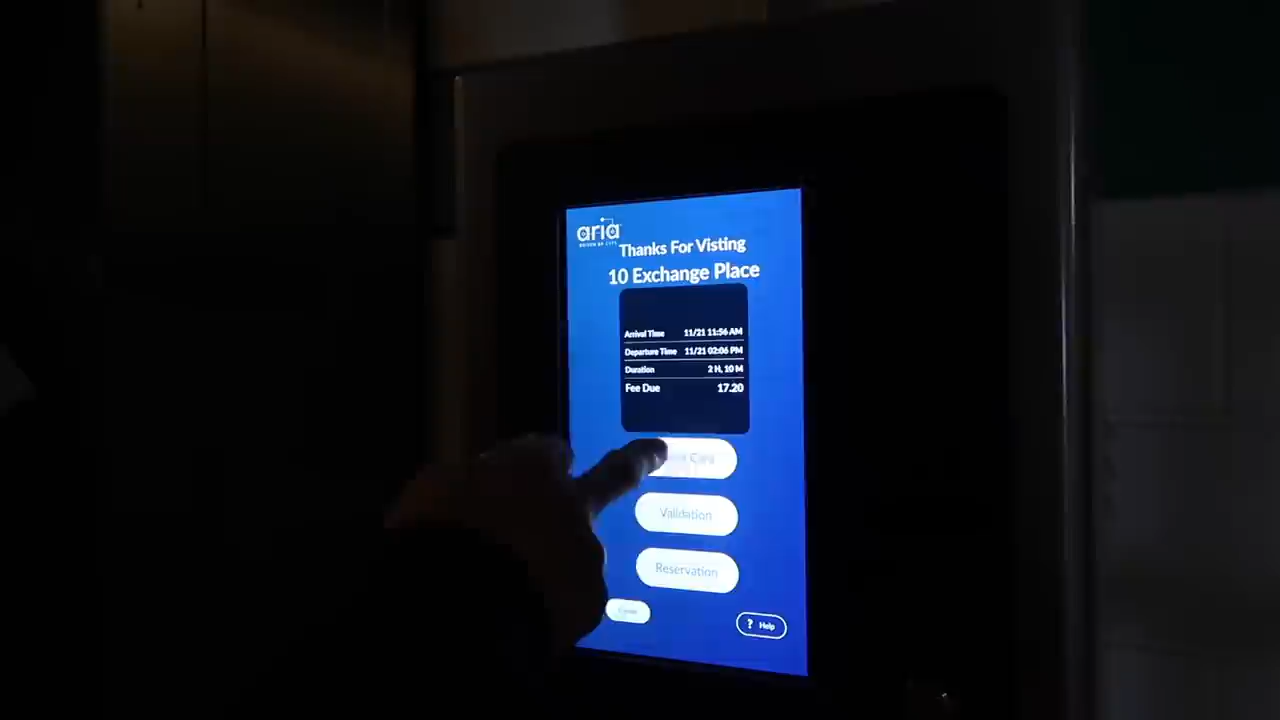 aria
Thanks For Visting
10 Exchange Place
Arrival Time 11/21 11:56 AM
Departure Time 11/21 02:06 PM
Duration 2 H, 10 M
Fee Due 17.20
Card
Validation
Reservation
? Help